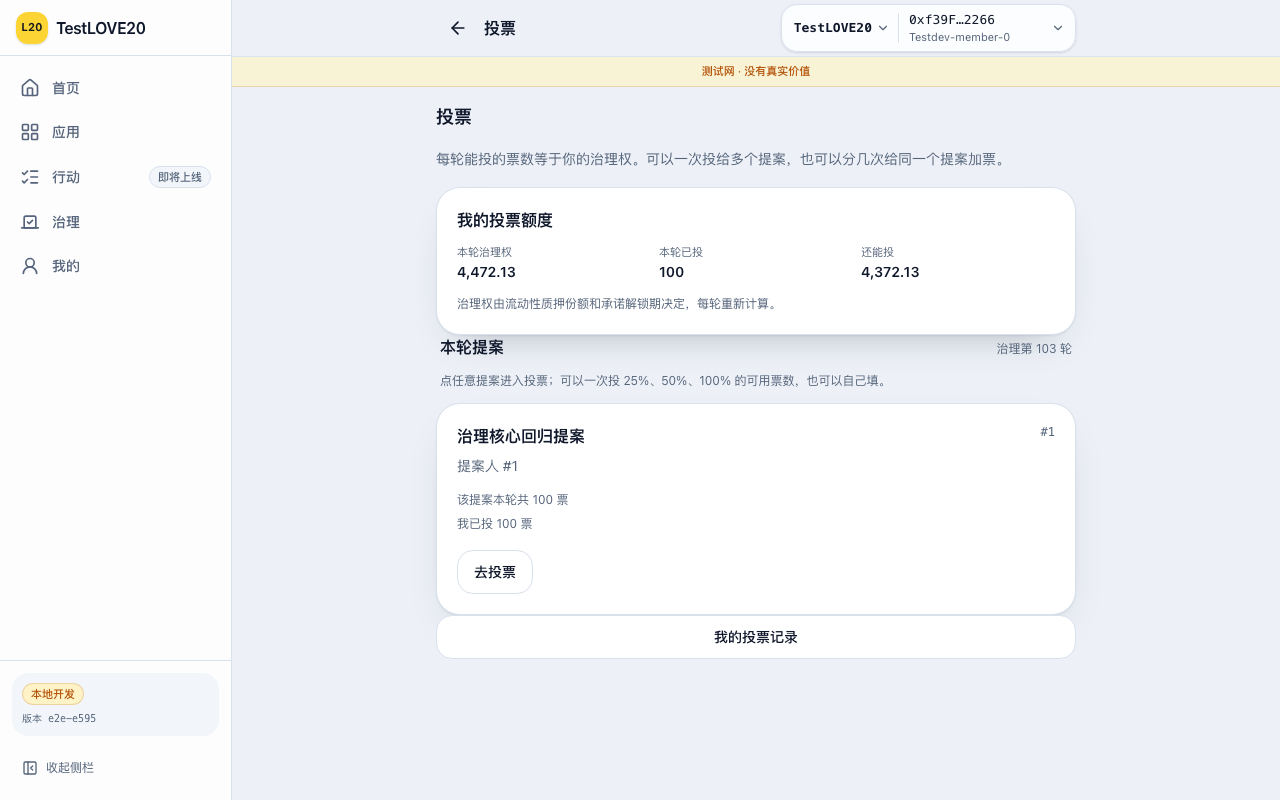 L20 TestLOVE20
首页
应用
行动 即将上线
治理
我的
本地开发
版本 e2e-e595
收起侧栏
投票
TestLOVE20
0xf39F…2266
Testdev-member-0
测试网 · 没有真实价值
投票
每轮能投的票数等于你的治理权。可以一次投给多个提案，也可以分几次给同一个提案加票。
我的投票额度
本轮治理权 本轮已投 还能投
4,472.13 100 4,372.13
治理权由流动性质押份额和承诺解锁期决定，每轮重新计算。
本轮提案 治理第 103 轮
点任意提案进入投票；可以一次投 25%、50%、100% 的可用票数，也可以自己填。
治理核心回归提案 #1
提案人 #1
该提案本轮共 100 票
我已投 100 票
去投票
我的投票记录